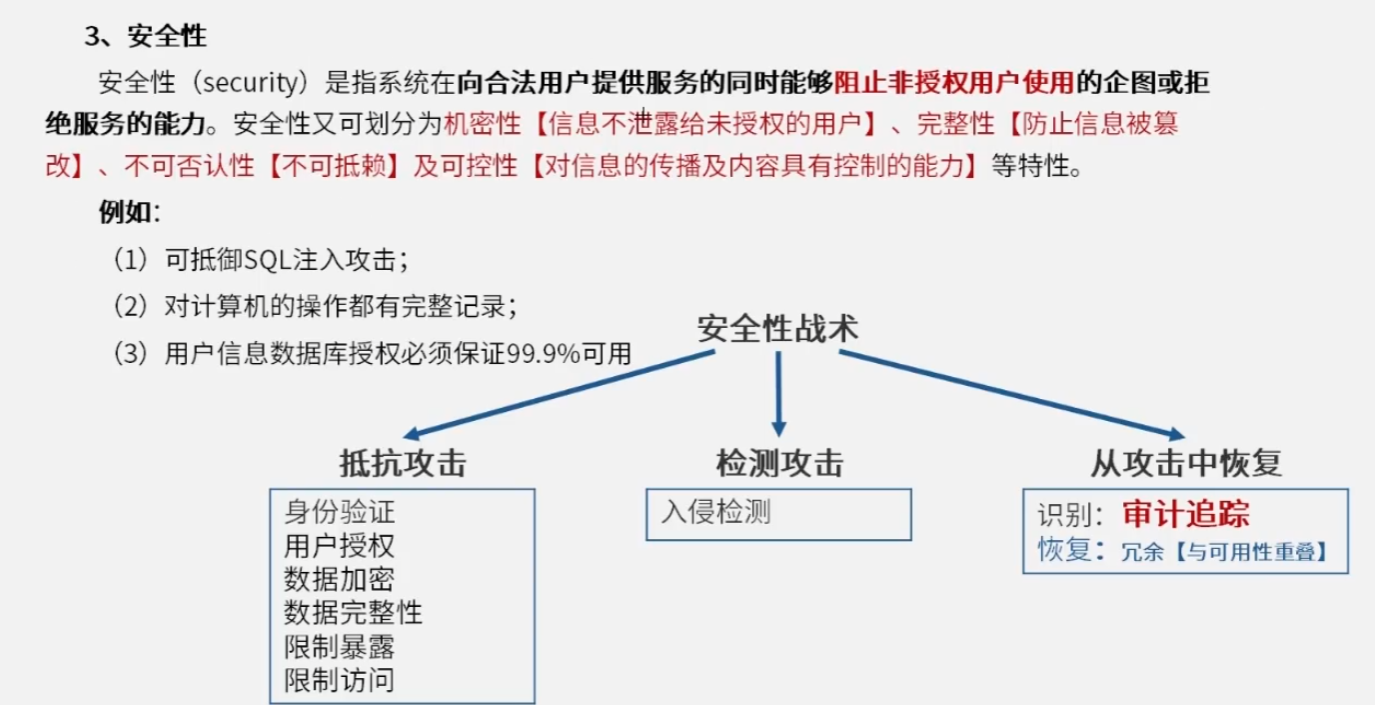 3、安全性
安全性（security）是指系统在向合法用户提供服务的同时能够阻止非授权用户使用的企图或拒
绝服务的能力。安全性又可划分为机密性【信息不泄露给未授权的用户】、完整性【防止信息被篡
改】、不可否认性【不可抵赖】及可控性【对信息的传播及内容具有控制的能力】等特性。
例如：
（1）可抵御SQL注入攻击；
（2）对计算机的操作都有完整记录；
（3）用户信息数据库授权必须保证99.9%可用
安全性战术
抵抗攻击
身份验证
用户授权
数据加密
数据完整性
限制暴露
限制访问
检测攻击
入侵检测
从攻击中恢复
识别：审计追踪
恢复：冗余【与可用性重叠】